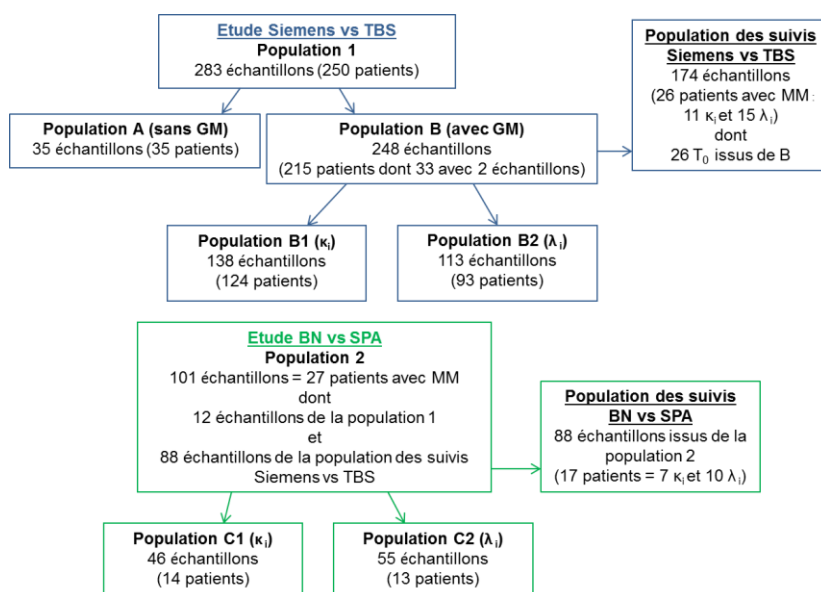 Etude Siemens vs TBS
Population 1
283 échantillons (250 patients)
Population des suivis
Siemens vs TBS
174 échantillons
(26 patients avec MM :
11 κi et 15 λi)
dont
26 T0 issus de B
Population A (sans GM)
35 échantillons (35 patients)
Population B (avec GM)
248 échantillons
(215 patients dont 33 avec 2 échantillons)
Population B1 (κi)
138 échantillons
(124 patients)
Population B2 (λi)
113 échantillons
(93 patients)
Etude BN vs SPA
Population 2
101 échantillons = 27 patients avec MM
dont
12 échantillons de la population 1
et
88 échantillons de la population des suivis
Siemens vs TBS
Population des suivis
BN vs SPA
88 échantillons issus de la
population 2
(17 patients = 7 κi et 10 λi)
Population C1 (κi)
46 échantillons
(14 patients)
Population C2 (λi)
55 échantillons
(13 patients)